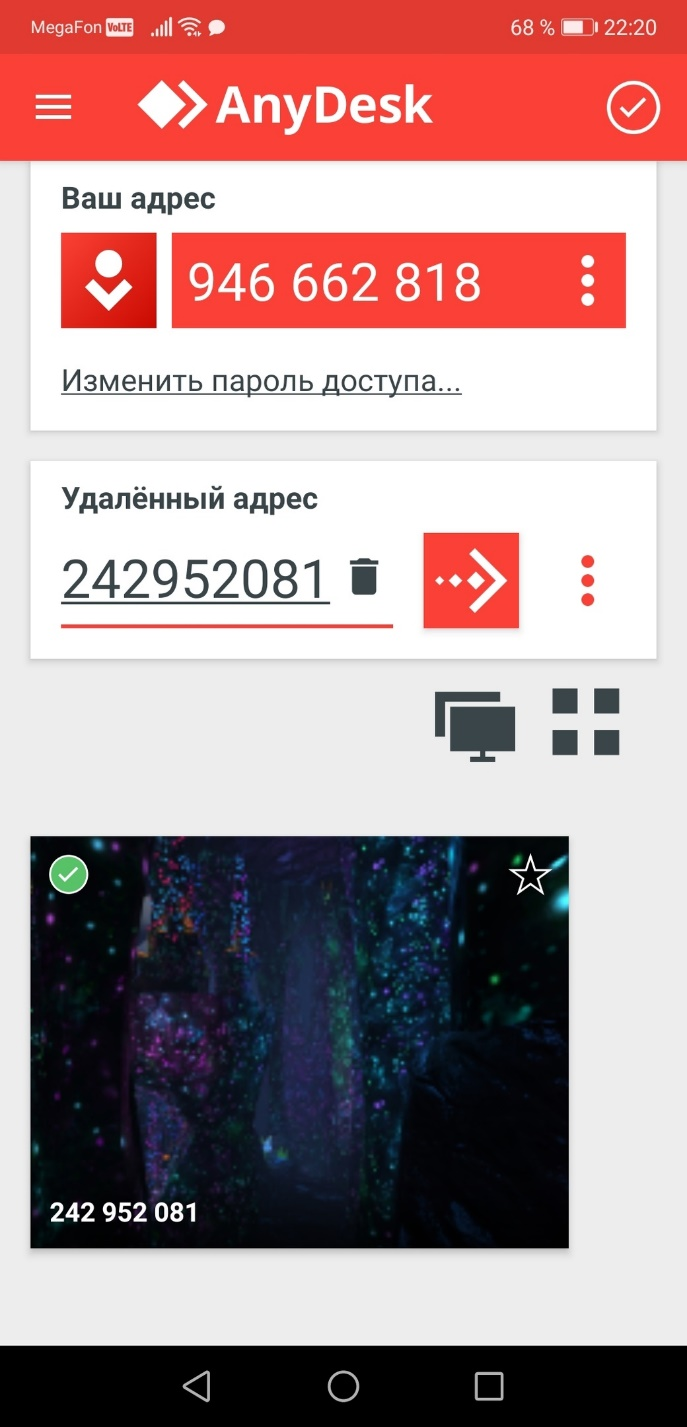 MegaFon VoLTE 68 % 22:20
AnyDesk
Ваш адрес
946 662 818
Изменить пароль доступа...
Удалённый адрес
242952081
242 952 081